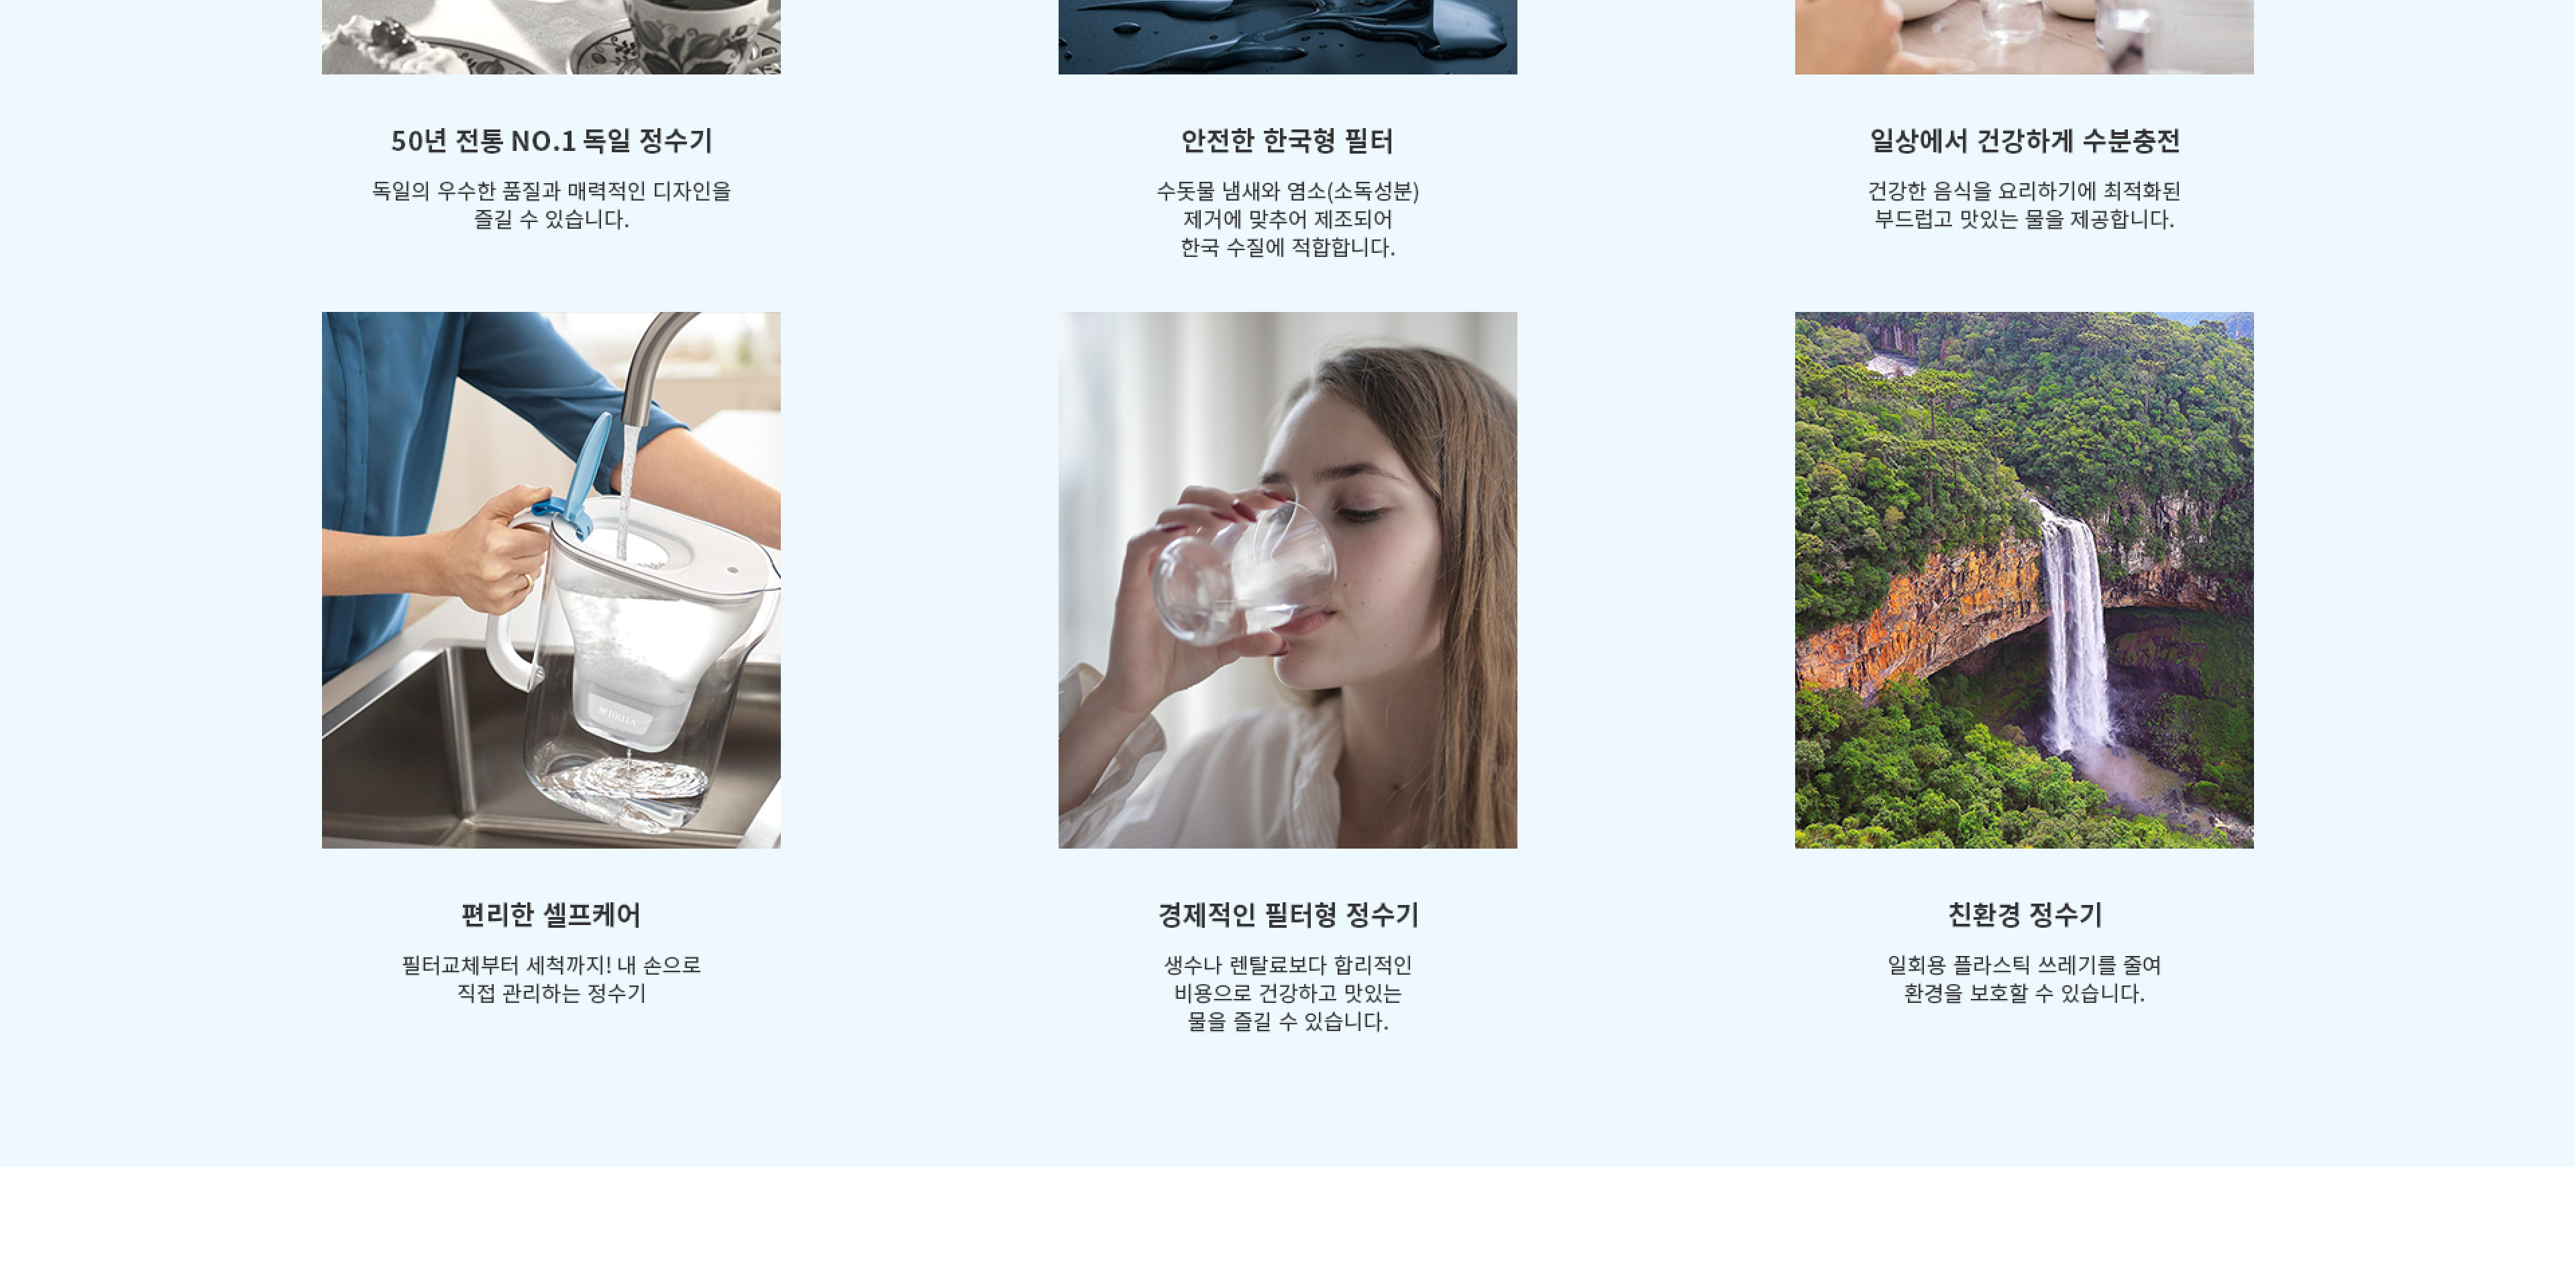 50년 전통 NO.1 독일 정수기
독일의 우수한 품질과 매력적인 디자인을
즐길 수 있습니다.
안전한 한국형 필터
수돗물 냄새와 염소(소독성분)
제거에 맞추어 제조되어
한국 수질에 적합합니다.
일상에서 건강하게 수분충전
건강한 음식을 요리하기에 최적화된
부드럽고 맛있는 물을 제공합니다.
BRITA
편리한 셀프케어
필터교체부터 세척까지! 내 손으로
직접 관리하는 정수기
경제적인 필터형 정수기
생수나 렌탈료보다 합리적인
비용으로 건강하고 맛있는
물을 즐길 수 있습니다.
친환경 정수기
일회용 플라스틱 쓰레기를 줄여
환경을 보호할 수 있습니다.